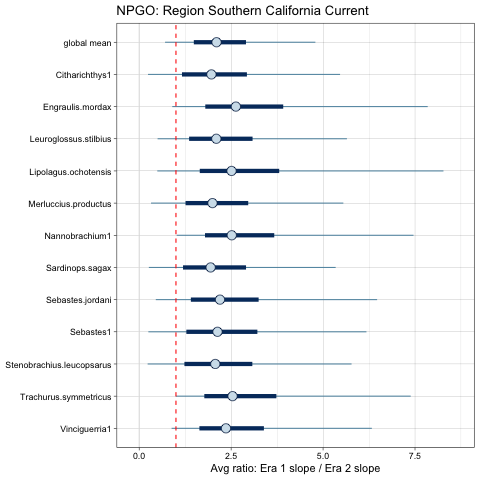 NPGO: Region Southern California Current
global mean
Citharichthys1
Engraulis.mordax
Leuroglossus.stilbius
Lipolagus.ochotensis
Merluccius.productus
Nannobrachium1
Sardinops.sagax
Sebastes.jordani
Sebastes1
Stenobrachius.leucopsarus
Trachurus.symmetricus
Vinciguerria1
0.0 2.5 5.0 7.5
Avg ratio: Era 1 slope / Era 2 slope